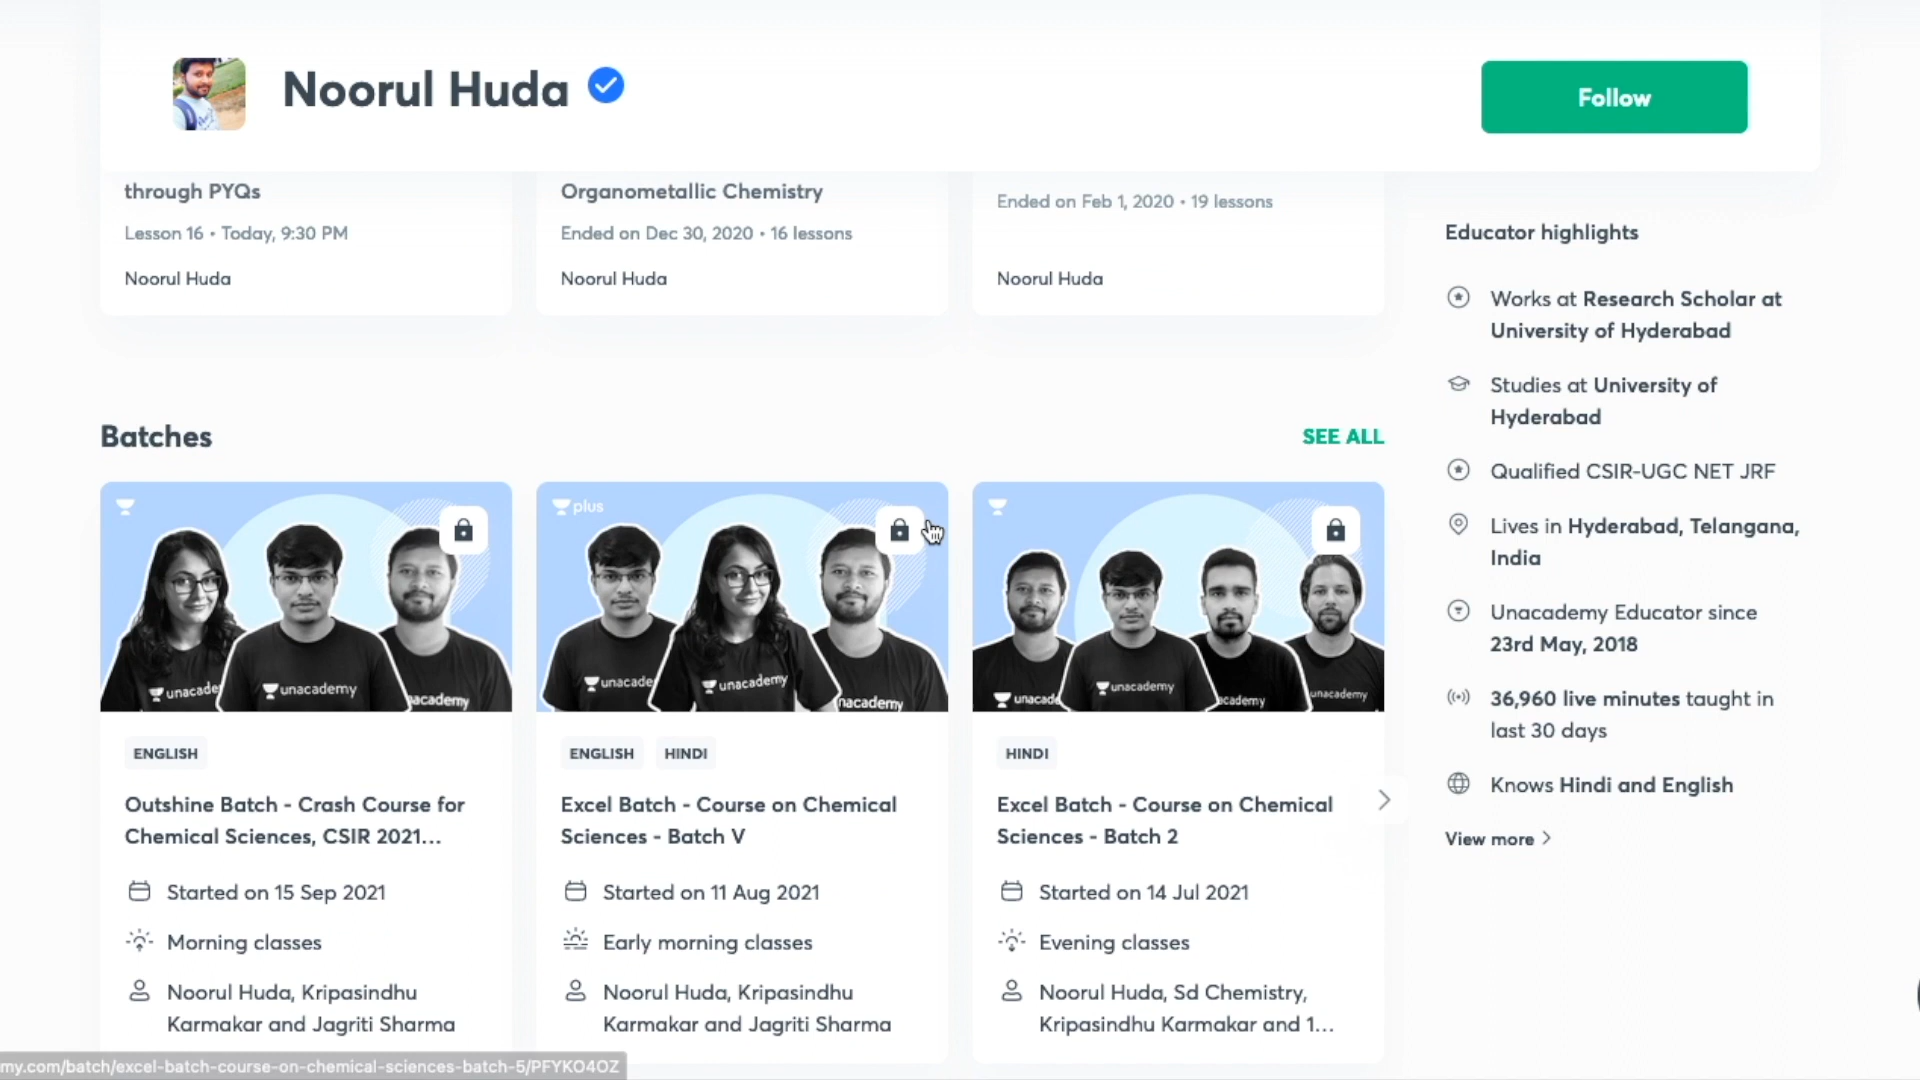 Noorul Huda
Follow
through PYQs
Lesson 16 • Today, 9:30 PM
Noorul Huda
Organometallic Chemistry
Ended on Dec 30, 2020 • 16 lessons
Noorul Huda
Ended on Feb 1, 2020 • 19 lessons
Noorul Huda
Batches
SEE ALL
unacade
unacademy
nacademy
ENGLISH
Outshine Batch - Crash Course for
Chemical Sciences, CSIR 2021...
Started on 15 Sep 2021
Morning classes
Noorul Huda, Kripasindhu
Karmakar and Jagriti Sharma
plus
unacade
unacademy
nacademy
ENGLISH HINDI
Excel Batch - Course on Chemical
Sciences - Batch V
Started on 11 Aug 2021
Early morning classes
Noorul Huda, Kripasindhu
Karmakar and Jagriti Sharma
unacad
unacademy
cademy
unacademy
HINDI
Excel Batch - Course on Chemical
Sciences - Batch 2
Started on 14 Jul 2021
Evening classes
Noorul Huda, Sd Chemistry,
Kripasindhu Karmakar and 1...
Educator highlights
Works at Research Scholar at
University of Hyderabad
Studies at University of
Hyderabad
Qualified CSIR-UGC NET JRF
Lives in Hyderabad, Telangana,
India
Unacademy Educator since
23rd May, 2018
36,960 live minutes taught in
last 30 days
Knows Hindi and English
View more
my.com/batch/excel-batch-course-on-chemical-sciences-batch-5/PFYKO4OZ